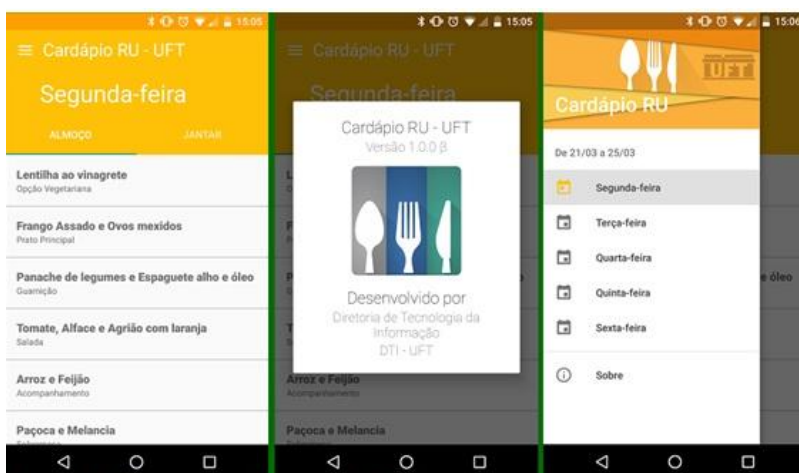 15:05
Cardápio RU - UFT
Segunda-feira
ALMOÇO JANTAR
Lentilha ao vinagrete
Opção Vegetariana
Frango Assado e Ovos mexidos
Prato Principal
Panache de legumes e Espaguete alho e óleo
Guarnição
Tomate, Alface e Agrião com laranja
Salada
Arroz e Feijão
Acompanhamento
Paçoca e Melancia
15:05
Cardápio RU - UFT
Segunda-feira
Cardápio RU - UFT
Versão 1.0.0 β
Desenvolvido por
Diretoria de Tecnologia da
Informação
DTI - UFT
Arroz e Feijão
Acompanhamento
Paçoca e Melancia
15:06
UFT
Cardápio RU
De 21/03 a 25/03
Segunda-feira
Terça-feira
Quarta-feira
Quinta-feira
Sexta-feira
Sobre
e óleo